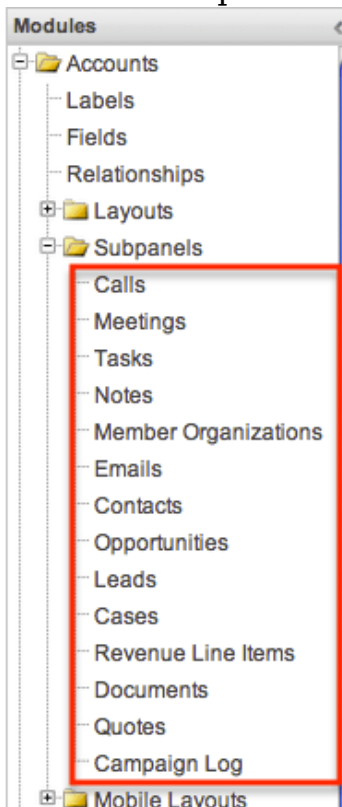 Modules
Accounts
Labels
Fields
Relationships
Layouts
Subpanels
Calls
Meetings
Tasks
Notes
Member Organizations
Emails
Contacts
Opportunities
Leads
Cases
Revenue Line Items
Documents
Quotes
Campaign Log
Mobile Layouts